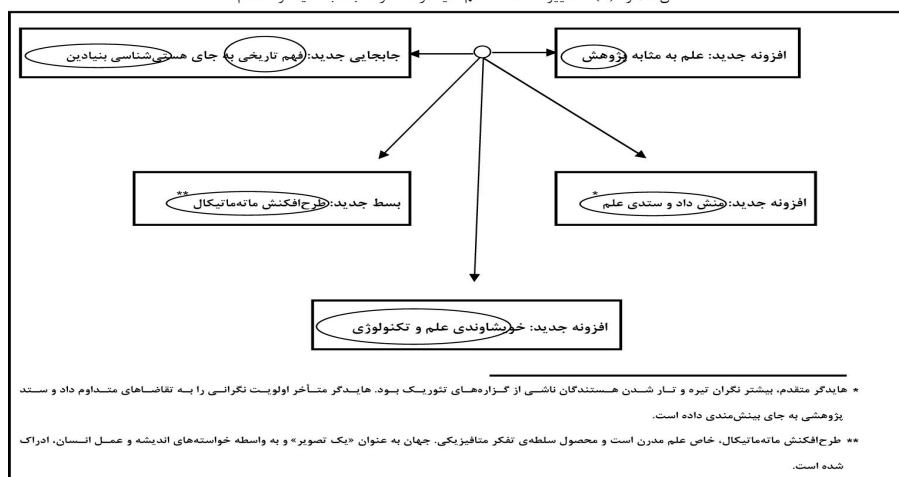 افزونه جدید: علم به مثابه پژوهش
جابجایی جدید: فهم تاریخی به جای هستی‌شناسی بنیادین
افزونه جدید: منش داد و ستدی علم *
بسط جدید: طرح‌افکنش ماته‌ماتیکال **
افزونه جدید: خویشاوندی علم و تکنولوژی
* هایدگر متقدم، بیشتر نگران تیره و تار شدن هستندگان ناشی از گزاره‌های تئوریک بود. هایدگر متأخر اولویت نگرانی را به تقاضاهای متداوم داد و ستد
پژوهشی به جای بینش‌مندی داده است.
** طرح‌افکنش ماته‌ماتیکال، خاص علم مدرن است و محصول سلطه‌ی تفکر متافیزیکی. جهان به عنوان «یک تصویر» و به واسطه خواسته‌های اندیشه و عمل انسان، ادراک
شده است.